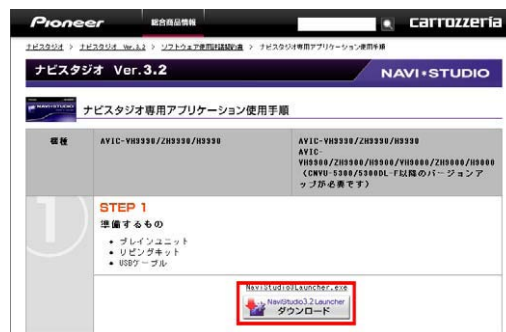 Pioneer
総合商品情報
carrozzeria
ナビスタジオ > ナビスタジオ Ver.3.2 > ソフトウェア使用許諾契約書 > ナビスタジオ専用アプリケーション使用手順
ナビスタジオ Ver.3.2
NAVI•STUDIO
ナビスタジオ専用アプリケーション使用手順
機種
AVIC-VH9990/ZH9990/H9990
AVIC-VH9990/ZH9990/H9990
AVIC-
VH9900/ZH9900/H9900/VH9000/ZH9000/H9000
(CNVU-5300/5300DL-F以降のバージョンア
ップが必要です)
1
STEP 1
準備するもの
• ブレインユニット
• リビングキット
• USBケーブル
NaviStudio3Launcher.exe
NaviStudio3.2 Launcher
ダウンロード